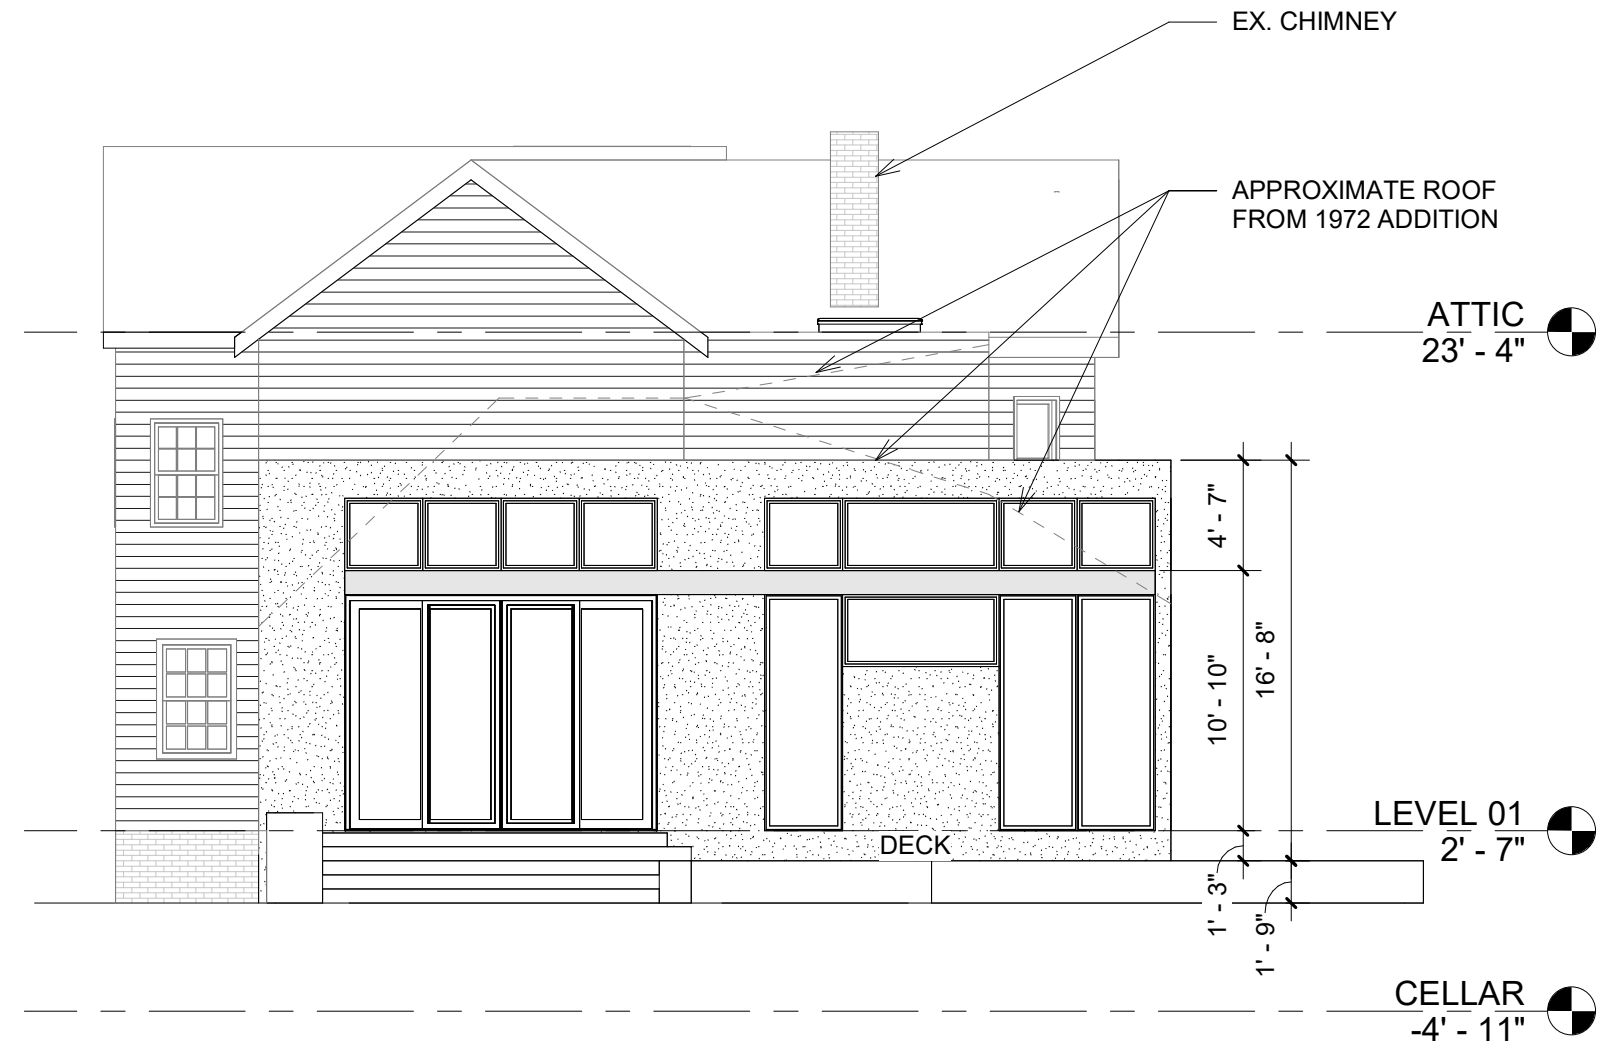 EX. CHIMNEY
APPROXIMATE ROOF
FROM 1972 ADDITION
ATTIC
23' - 4"
4' - 7"
10' - 10"
16' - 8"
LEVEL 01
2' - 7"
DECK
1' - 3"
1' - 9"
CELLAR
-4' - 11"